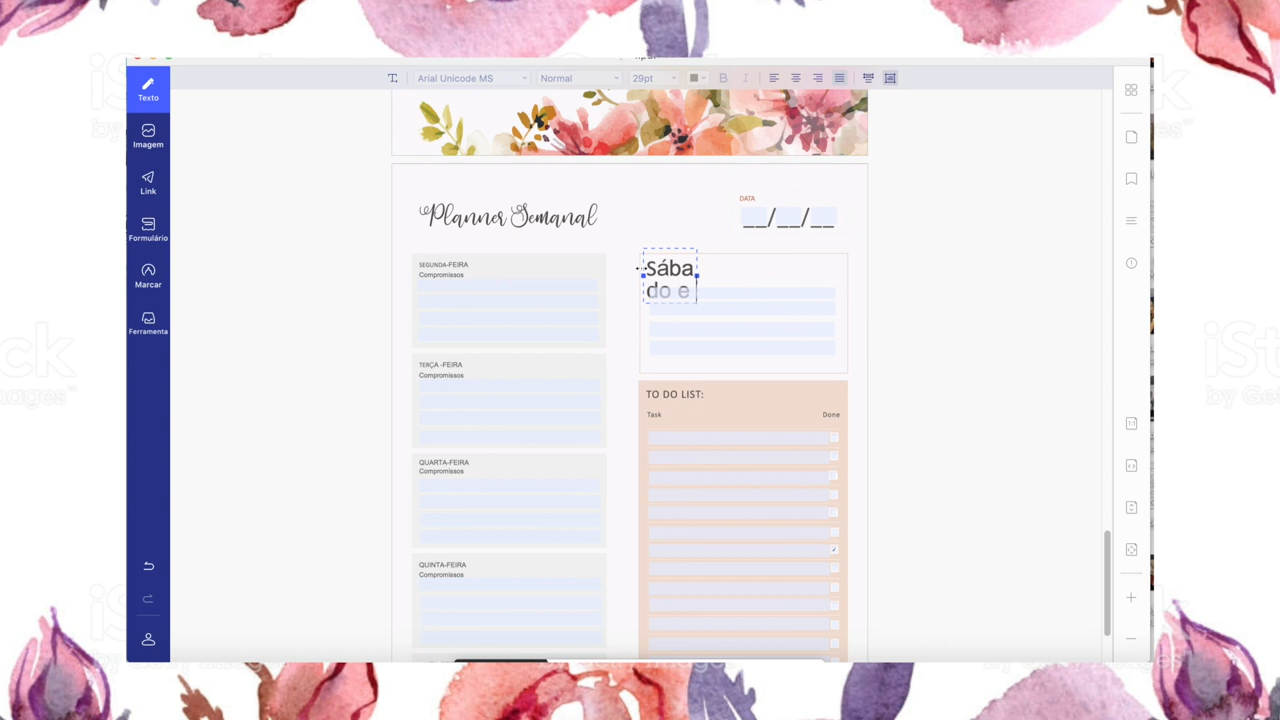 Arial Unicode MS
Normal
29pt
Texto
Imagem
Link
Formulário
Marcar
Ferramenta
Planner Semanal
DATA
__/__/__
SEGUNDA-FEIRA
Compromissos
Sába
do e
TERÇA -FEIRA
Compromissos
TO DO LIST:
Task
Done
QUARTA-FEIRA
Compromissos
QUINTA-FEIRA
Compromissos